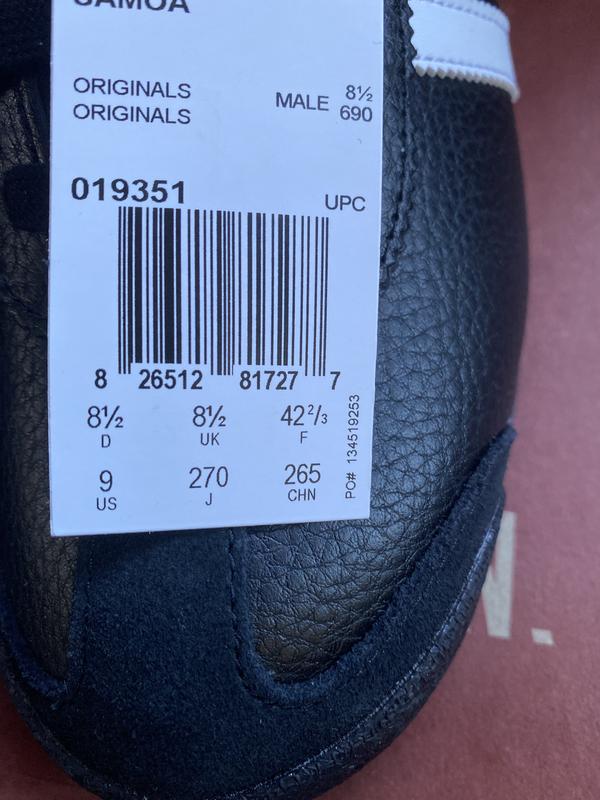 SAMOA
ORIGINALS
ORIGINALS
MALE 8½
690
019351
UPC
8 26512 81727 7
8½ 8½ 42²/₃
D UK F
9 270 265
US J CHN
PO# 134519253